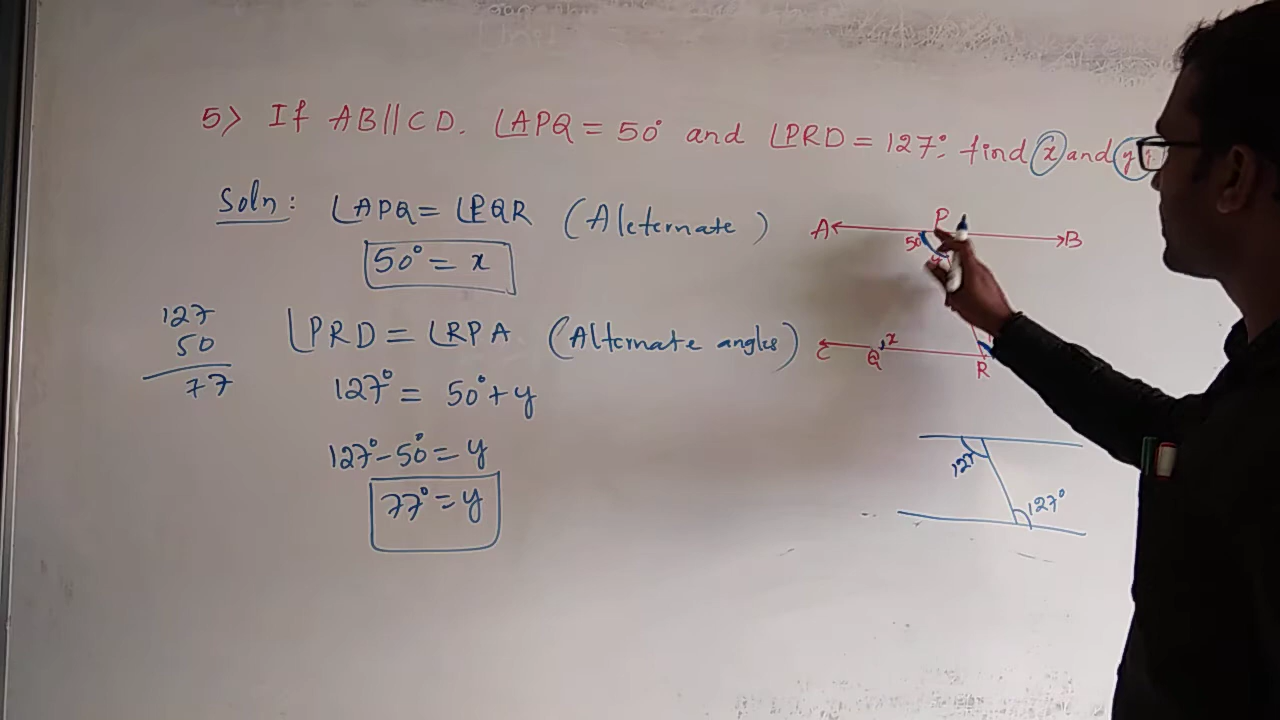 5> If AB//CD. ∠APQ = 50° and ∠PRD = 127°. find x and y
Soln: ∠APQ = ∠PQR (Aleternate)
50° = x
∠PRD = ∠RPA (Alternate angles)
127° = 50° + y
127° - 50° = y
77° = y
127
50
77
A P B
50 y
C Q x R
127
127°